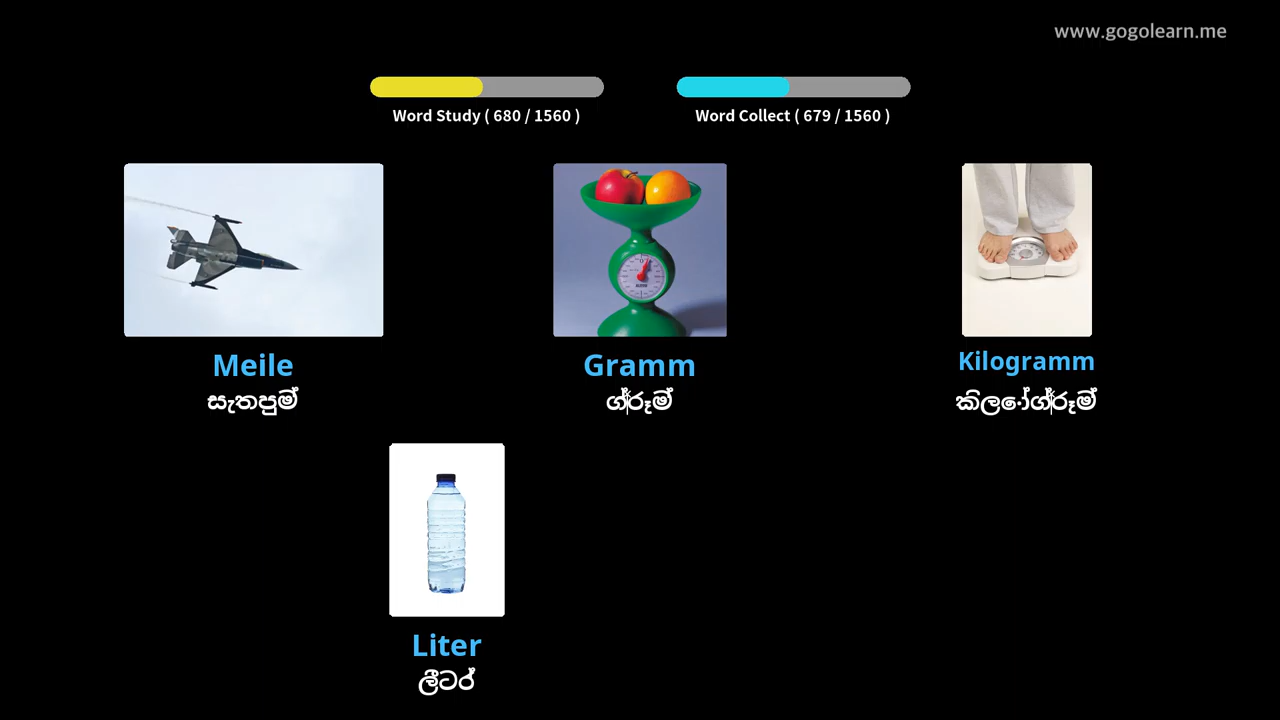 www.gogolearn.me
Word Study ( 680 / 1560 )
Word Collect ( 679 / 1560 )
Meile
සැතපුම්
Gramm
ග්රෑම්
Kilogramm
කිලෝග්රෑම්
Liter
ලීටර්